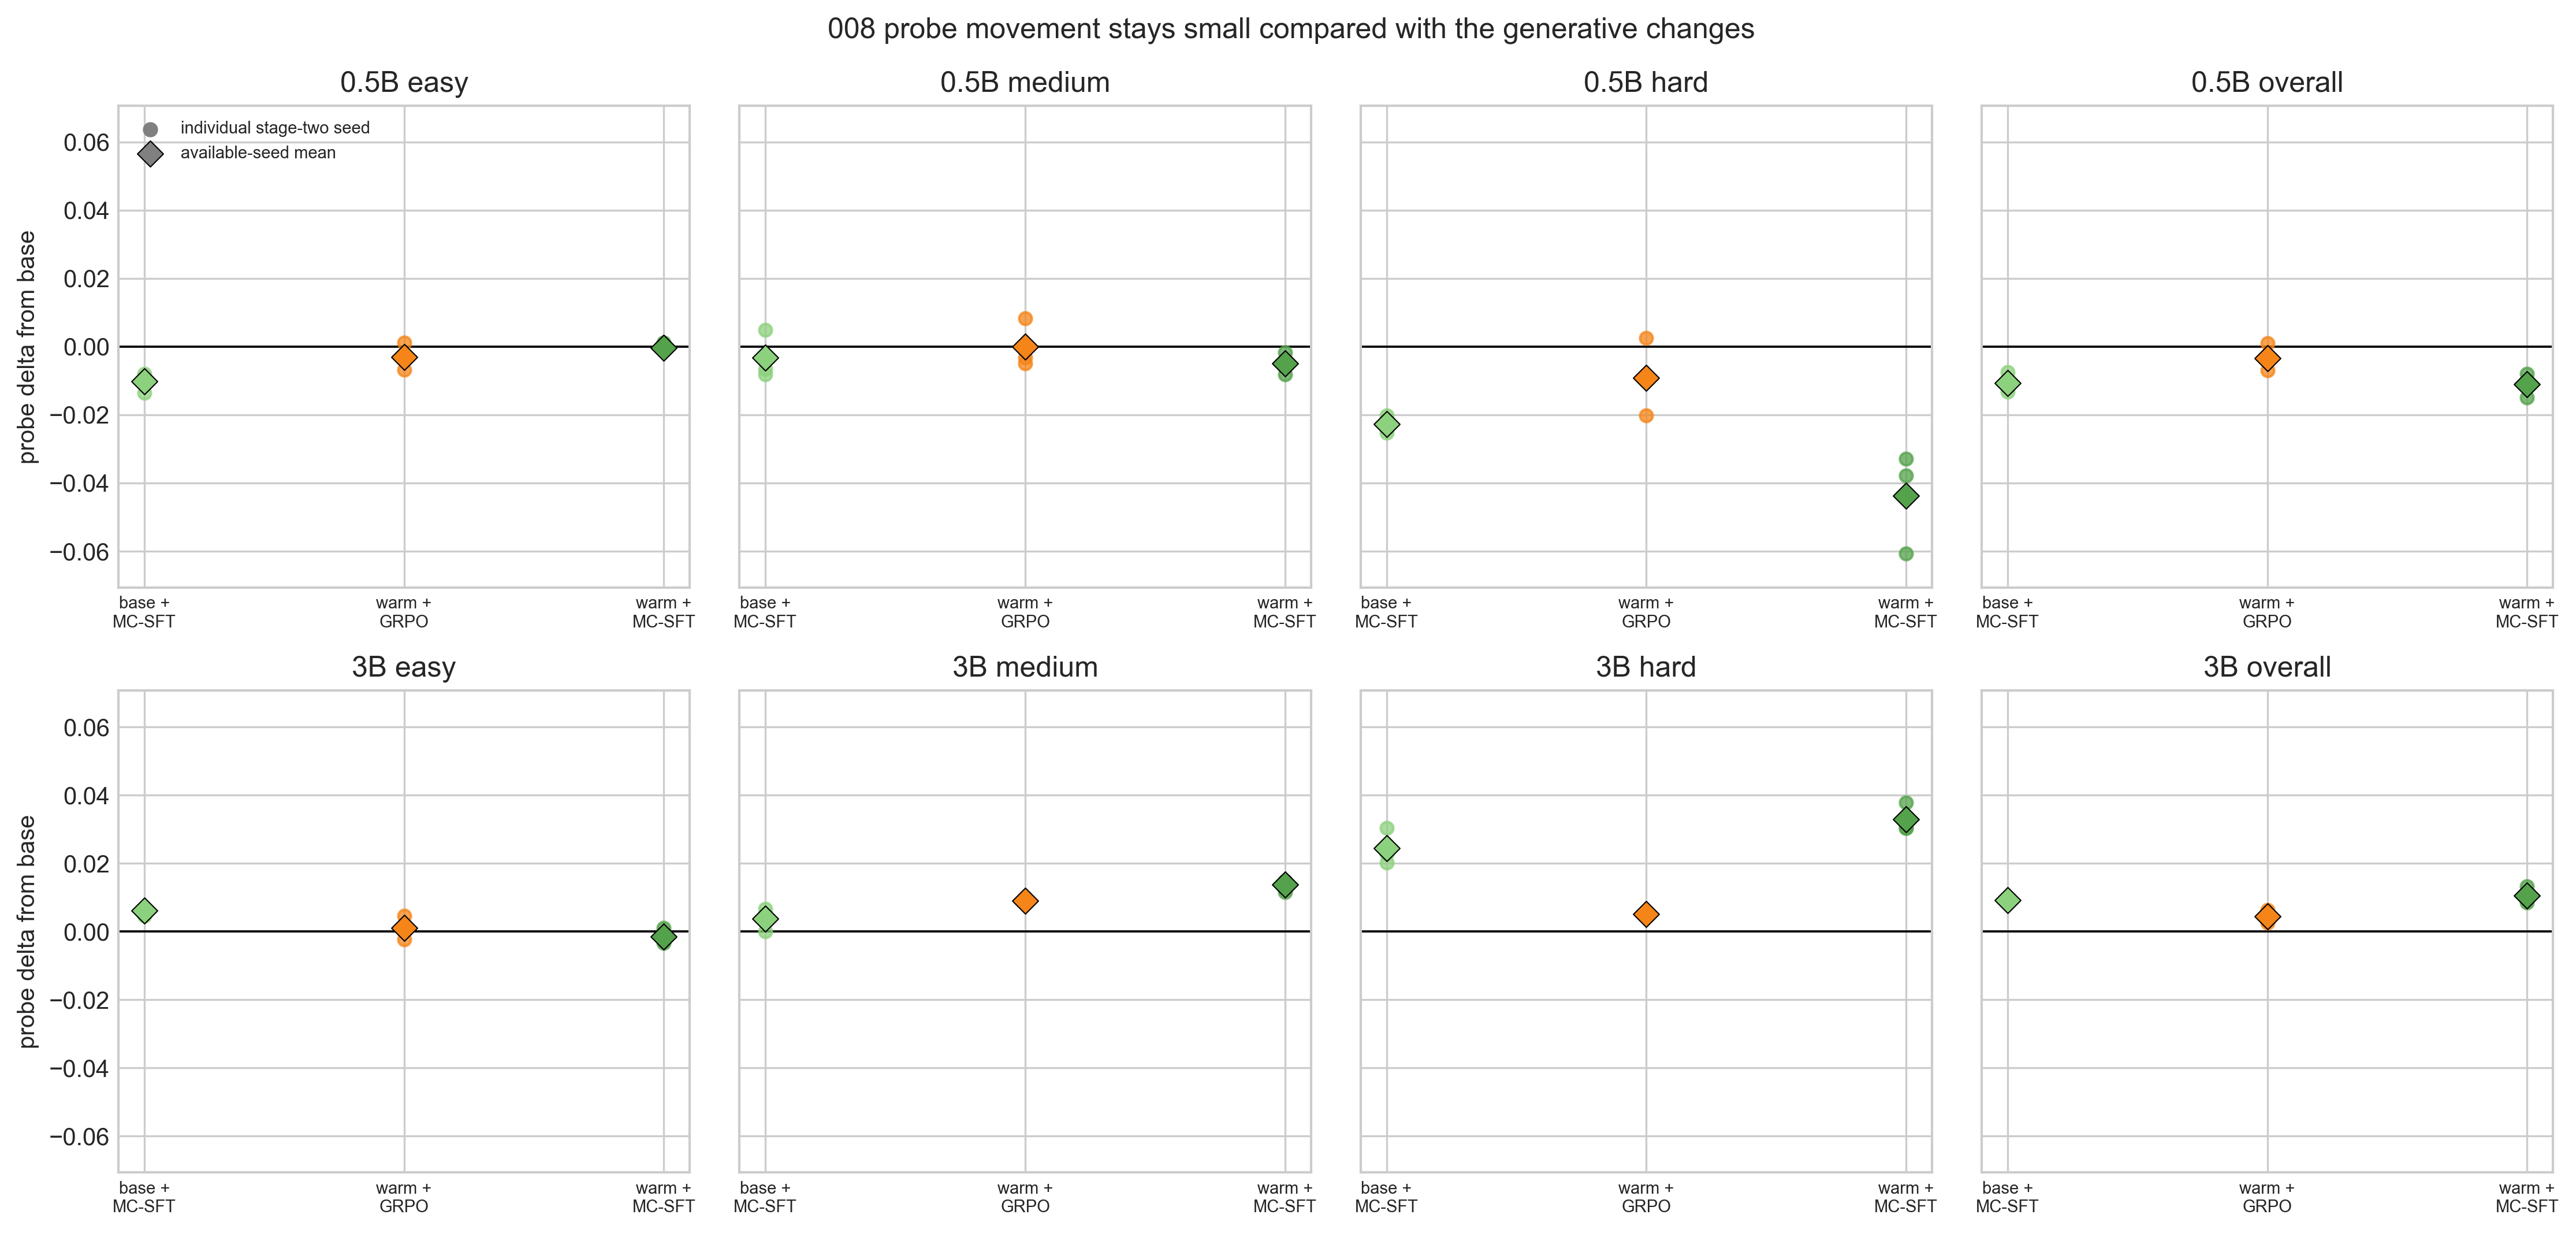 008 probe movement stays small compared with the generative changes
0.5B easy
0.5B medium
0.5B hard
0.5B overall
individual stage-two seed
available-seed mean
probe delta from base
0.06
0.04
0.02
0.00
−0.02
−0.04
−0.06
base +
MC-SFT
warm +
GRPO
warm +
MC-SFT
base +
MC-SFT
warm +
GRPO
warm +
MC-SFT
base +
MC-SFT
warm +
GRPO
warm +
MC-SFT
base +
MC-SFT
warm +
GRPO
warm +
MC-SFT
3B easy
3B medium
3B hard
3B overall
probe delta from base
0.06
0.04
0.02
0.00
−0.02
−0.04
−0.06
base +
MC-SFT
warm +
GRPO
warm +
MC-SFT
base +
MC-SFT
warm +
GRPO
warm +
MC-SFT
base +
MC-SFT
warm +
GRPO
warm +
MC-SFT
base +
MC-SFT
warm +
GRPO
warm +
MC-SFT